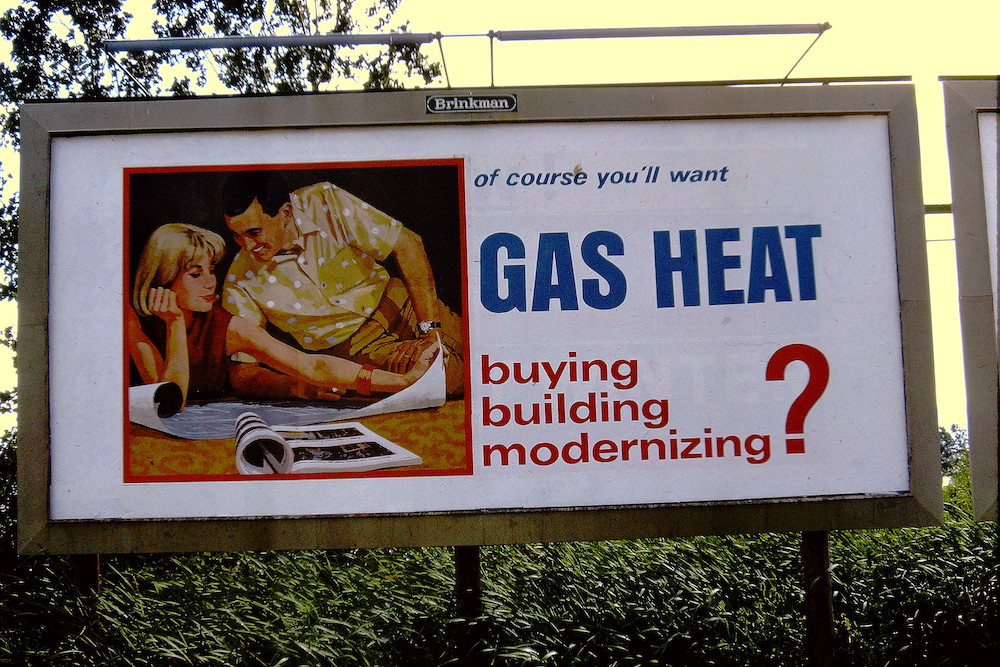 Brinkman
of course you'll want
GAS HEAT
buying
building
modernizing?